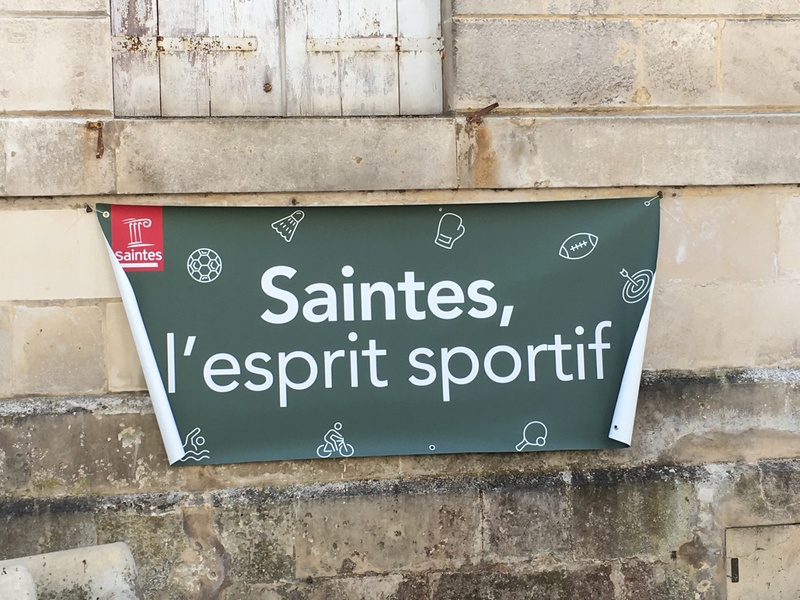 Saintes
Saintes,
l'esprit sportif